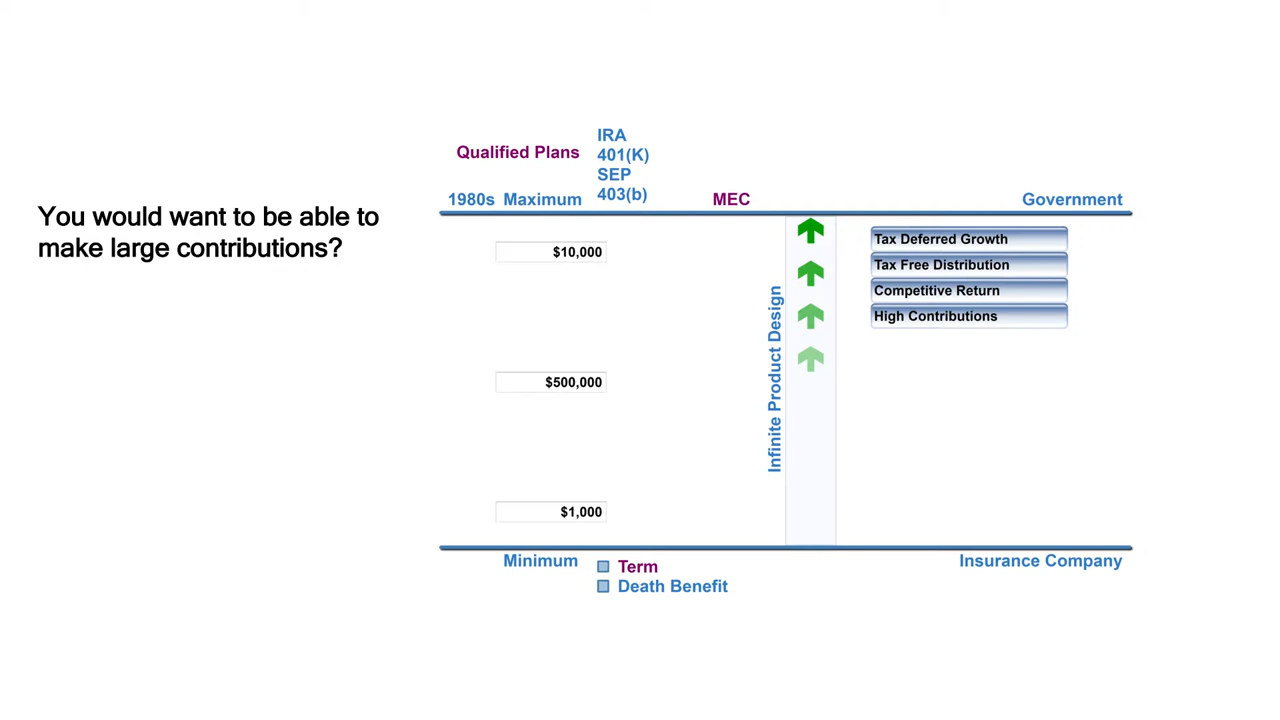 You would want to be able to
make large contributions?
Qualified Plans
IRA
401(K)
SEP
403(b)
1980s Maximum
MEC
Government
$10,000
$500,000
$1,000
Infinite Product Design
Tax Deferred Growth
Tax Free Distribution
Competitive Return
High Contributions
Minimum
Term
Death Benefit
Insurance Company